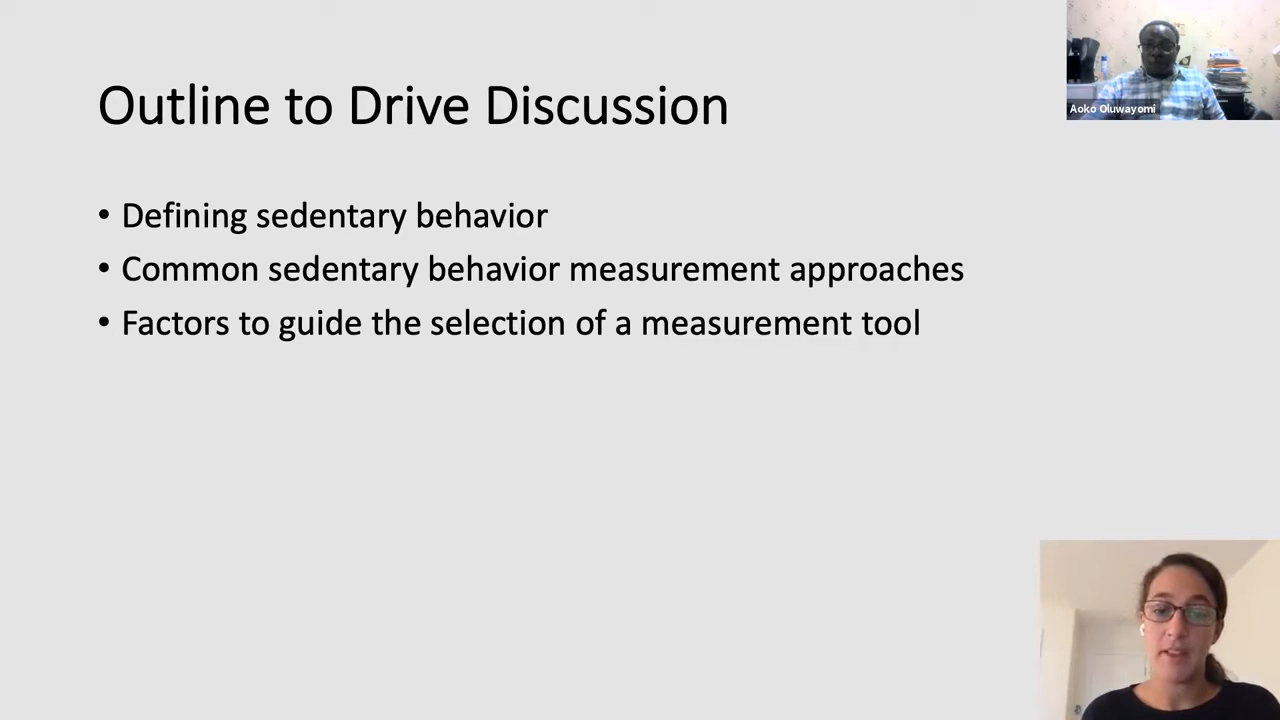 Outline to Drive Discussion
• Defining sedentary behavior
• Common sedentary behavior measurement approaches
• Factors to guide the selection of a measurement tool
Aoko Oluwayomi